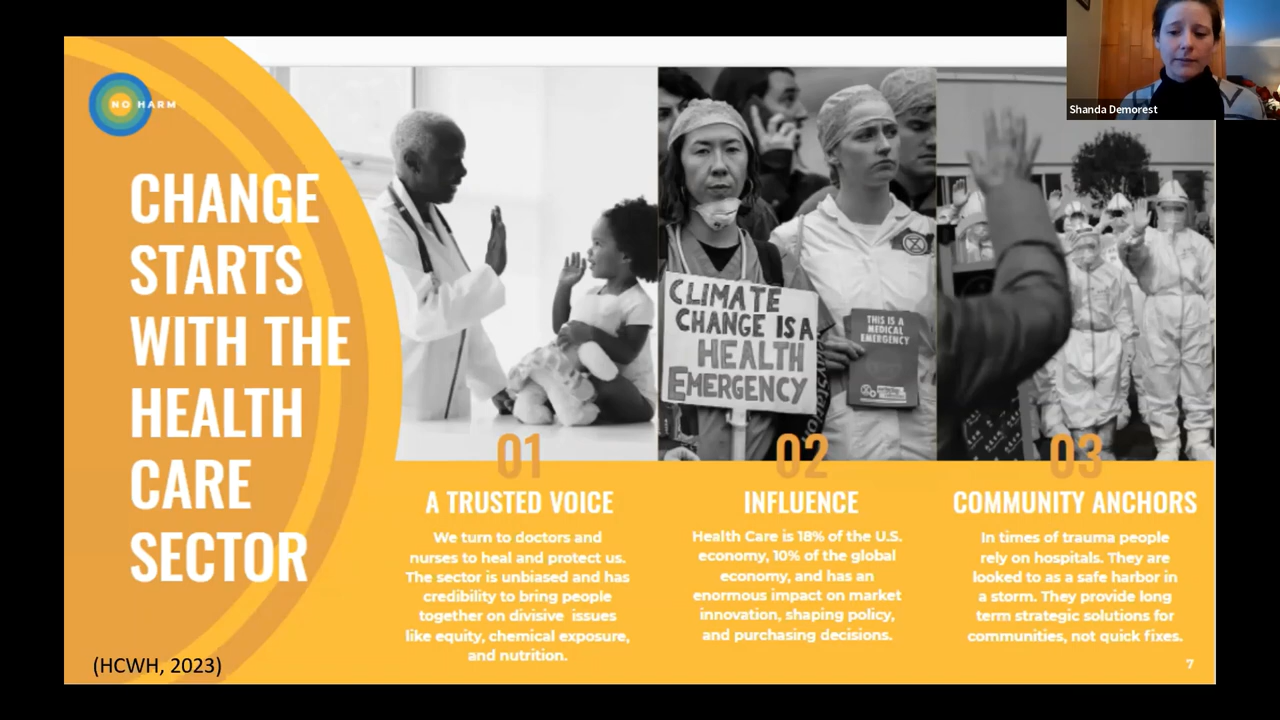 Shanda Demorest
NO HARM
CHANGE
STARTS
WITH THE
HEALTH
CARE
SECTOR
(HCWH, 2023)
CLIMATE
CHANGE IS A
HEALTH
EMERGENCY
THIS IS A
MEDICAL
EMERGENCY
01
A TRUSTED VOICE
We turn to doctors and
nurses to heal and protect us.
The sector is unbiased and has
credibility to bring people
together on divisive issues
like equity, chemical exposure,
and nutrition.
02
INFLUENCE
Health Care is 18% of the U.S.
economy, 10% of the global
economy, and has an
enormous impact on market
innovation, shaping policy,
and purchasing decisions.
03
COMMUNITY ANCHORS
In times of trauma people
rely on hospitals. They are
looked to as a safe harbor in
a storm. They provide long
term strategic solutions for
communities, not quick fixes.
7